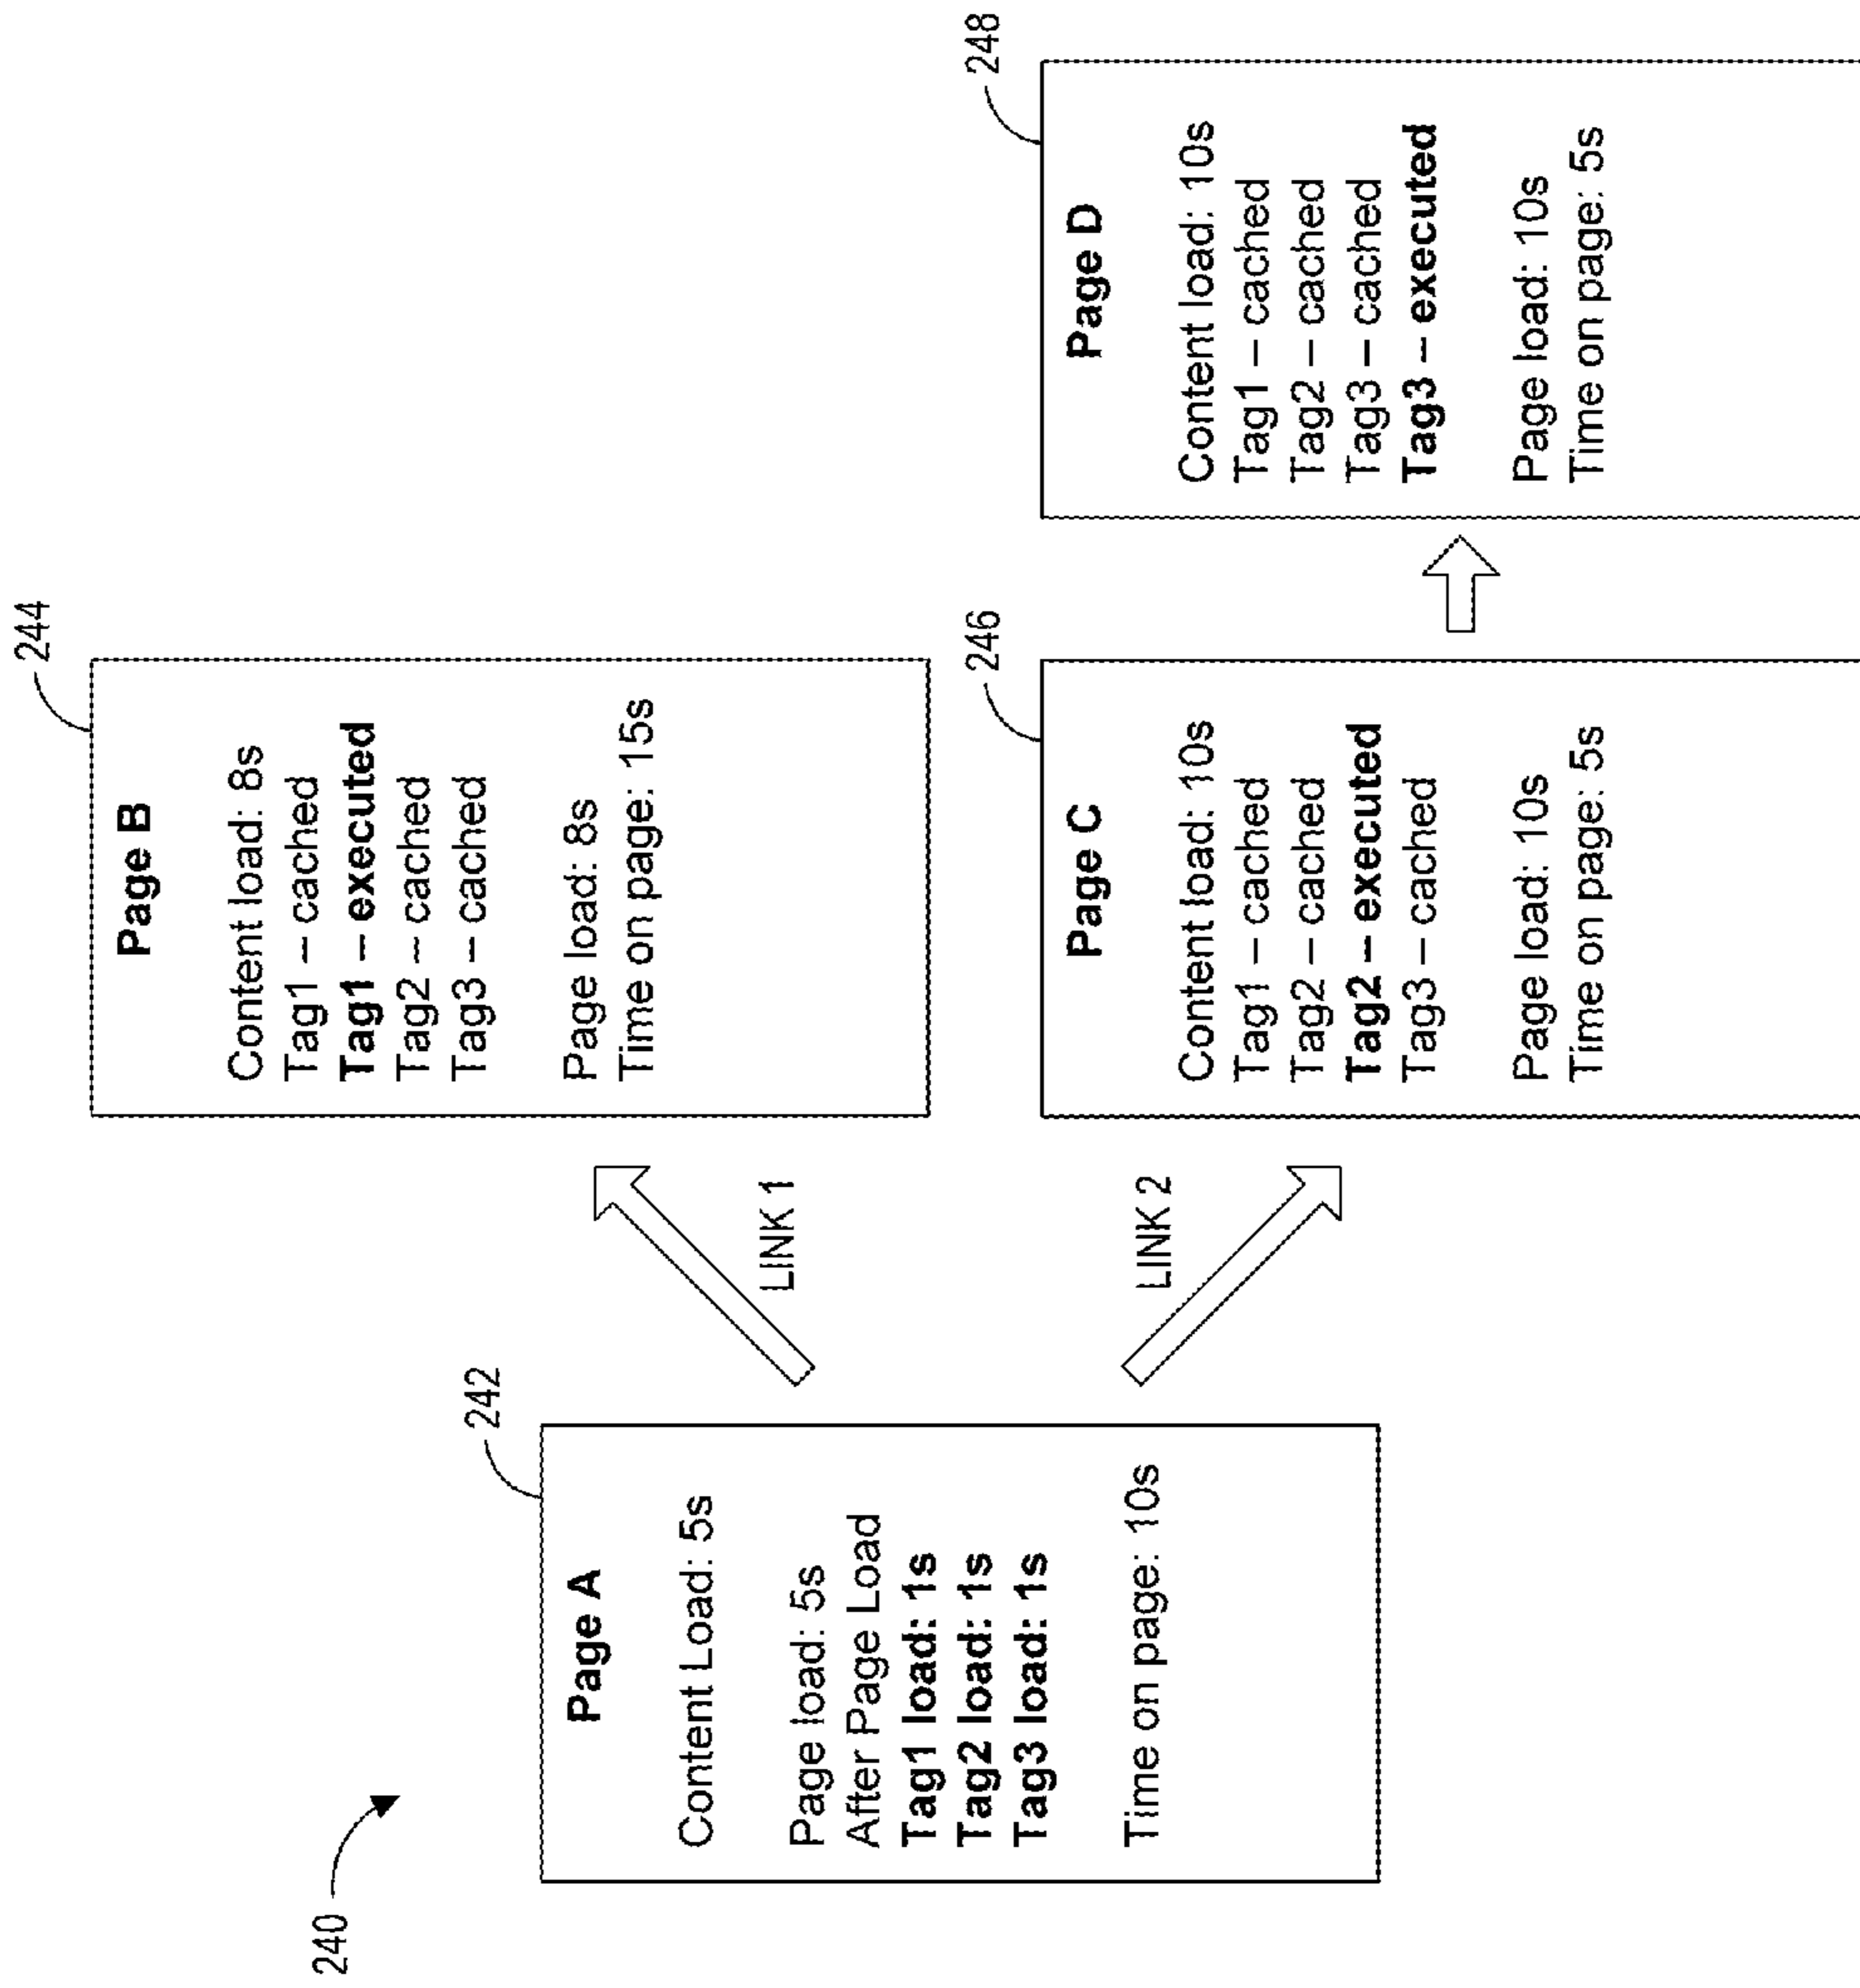 240
242
Page A
Content Load: 5s
Page load: 5s
After Page Load
Tag1 load: 1s
Tag2 load: 1s
Tag3 load: 1s
Time on page: 10s
LINK 1
LINK 2
244
Page B
Content load: 8s
Tag1 – cached
Tag1 – executed
Tag2 – cached
Tag3 – cached
Page load: 8s
Time on page: 15s
246
Page C
Content load: 10s
Tag1 – cached
Tag2 – cached
Tag2 – executed
Tag3 – cached
Page load: 10s
Time on page: 5s
248
Page D
Content load: 10s
Tag1 – cached
Tag2 – cached
Tag3 – cached
Tag3 – executed
Page load: 10s
Time on page: 5s